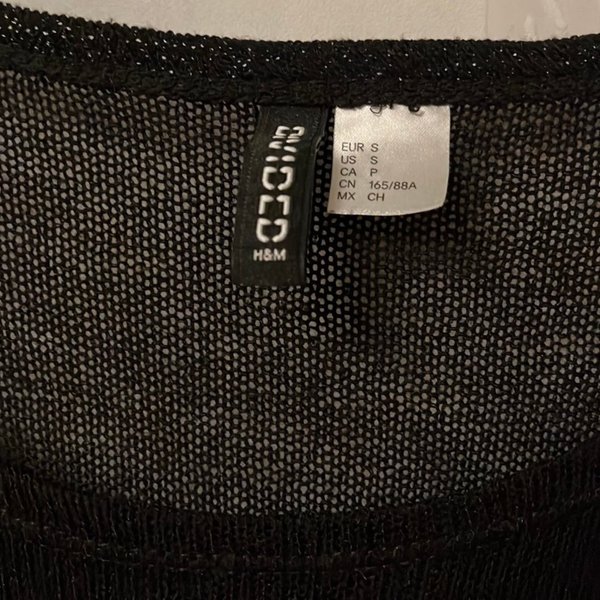 DIVIDED
H&M
EUR S
US S
CA P
CN 165/88A
MX CH